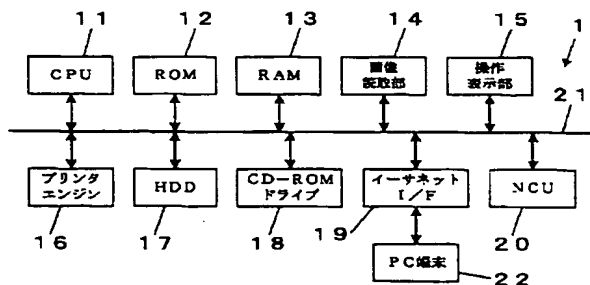 11
12
13
14
15
1
CPU
ROM
RAM
画像
読取部
操作
表示部
21
プリンタ
エンジン
HDD
CD-ROM
ドライブ
イーサネット
I/F
NCU
16
17
18
19
20
PC端末
22